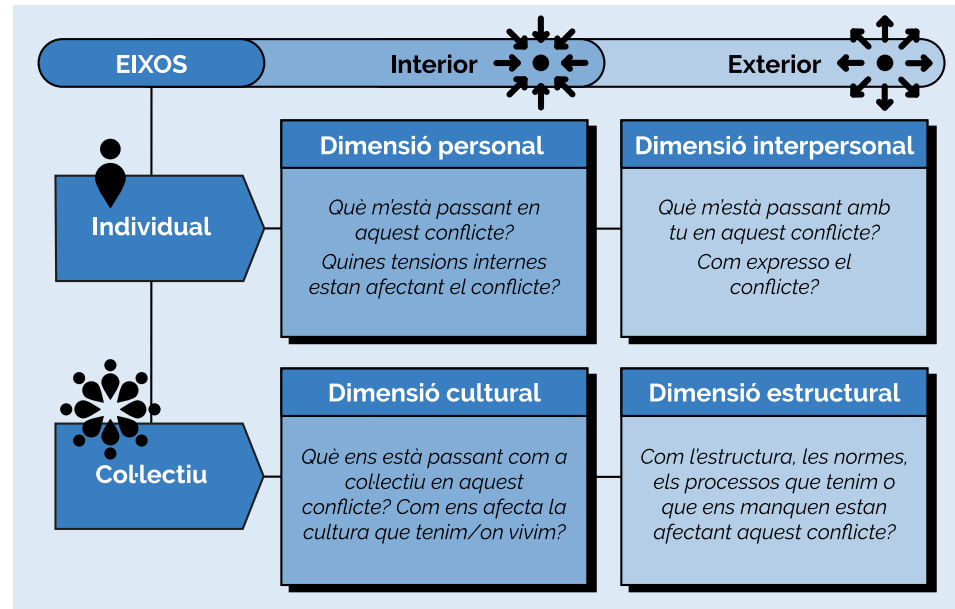 EIXOS
Interior
Exterior
Individual
Dimensió personal
Què m'està passant en
aquest conflicte?
Quines tensions internes
estan afectant el conflicte?
Dimensió interpersonal
Què m'està passant amb
tu en aquest conflicte?
Com expresso el
conflicte?
Col·lectiu
Dimensió cultural
Què ens està passant com a
col·lectiu en aquest
conflicte? Com ens afecta la
cultura que tenim/on vivim?
Dimensió estructural
Com l'estructura, les normes,
els processos que tenim o
que ens manquen estan
afectant aquest conflicte?